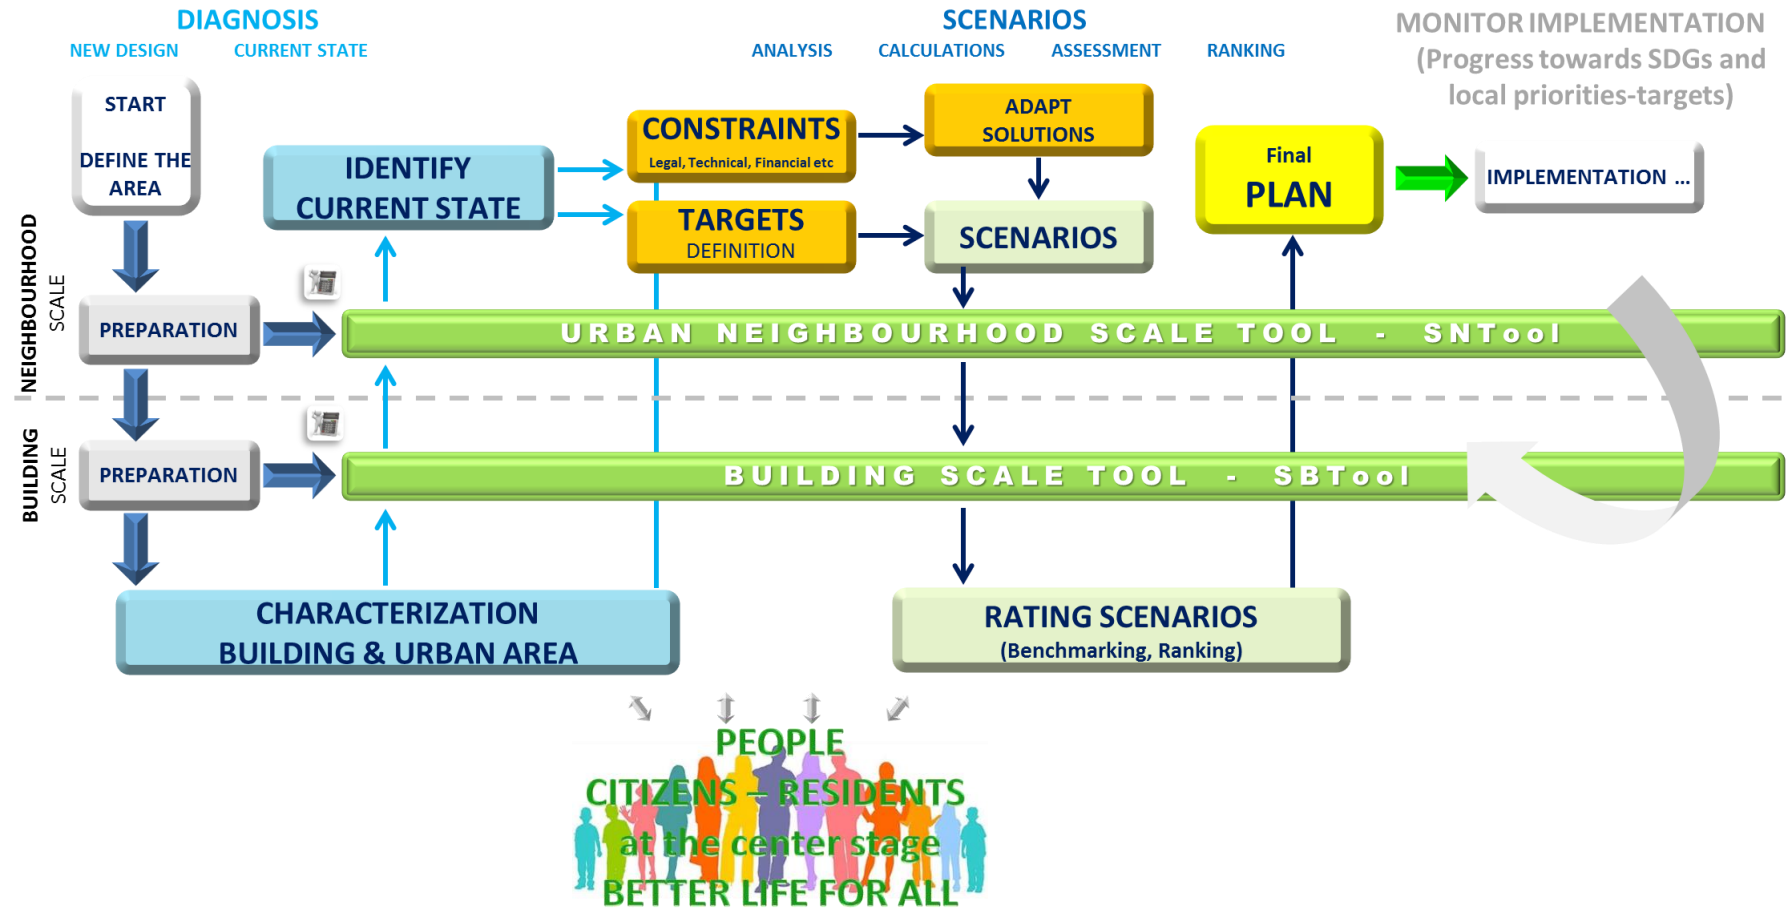 DIAGNOSIS
NEW DESIGN
CURRENT STATE
SCENARIOS
ANALYSIS
CALCULATIONS
ASSESSMENT
RANKING
MONITOR IMPLEMENTATION
(Progress towards SDGs and
local priorities-targets)
START
DEFINE THE
AREA
IDENTIFY
CURRENT STATE
CONSTRAINTS
Legal, Technical, Financial etc
TARGETS
DEFINITION
ADAPT
SOLUTIONS
SCENARIOS
Final
PLAN
IMPLEMENTATION ...
NEIGHBOURHOOD
SCALE
PREPARATION
URBAN NEIGHBOURHOOD SCALE TOOL - SNTool
BUILDING
SCALE
PREPARATION
BUILDING SCALE TOOL - SBTool
CHARACTERIZATION
BUILDING & URBAN AREA
RATING SCENARIOS
(Benchmarking, Ranking)
PEOPLE
CITIZENS – RESIDENTS
at the center stage
BETTER LIFE FOR ALL